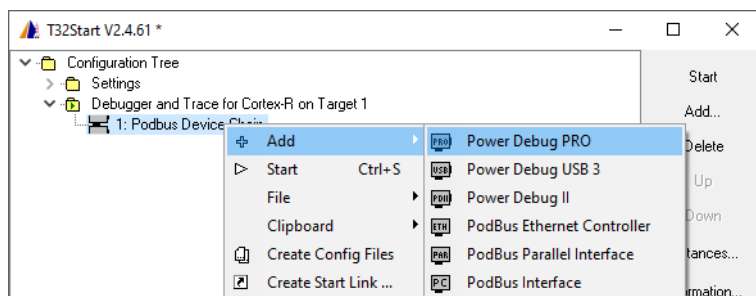 T32Start V2.4.61 *
Configuration Tree
Settings
Debugger and Trace for Cortex-R on Target 1
1: Podbus Device Chain
Start
Add...
Delete
Up
Down
Add
Start Ctrl+S
File
Clipboard
Create Config Files
Create Start Link ...
PRO Power Debug PRO
USB Power Debug USB 3
PDII Power Debug II
ETH PodBus Ethernet Controller
PAR PodBus Parallel Interface
PC PodBus Interface